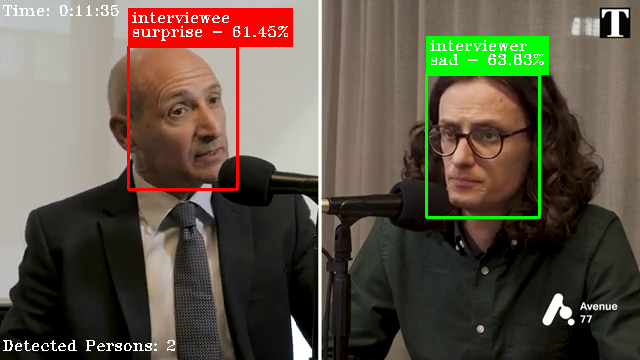 Time: 0:11:35
interviewee
surprise - 61.45%
interviewer
sad - 63.63%
T
Avenue
77
Detected Persons: 2